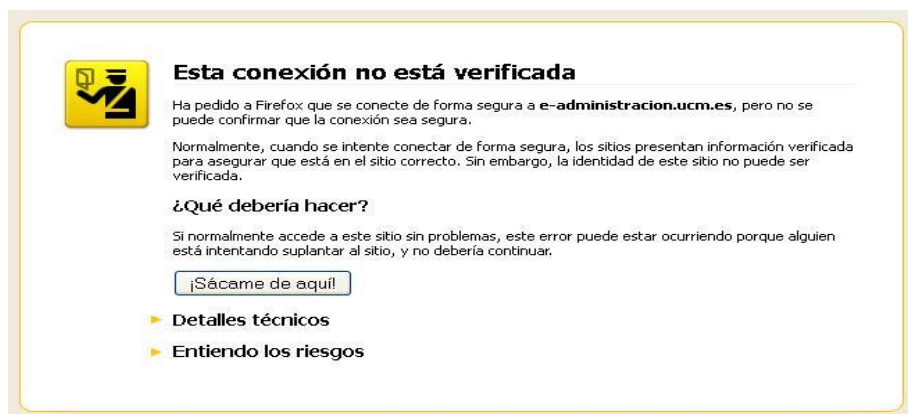 Esta conexión no está verificada
Ha pedido a Firefox que se conecte de forma segura a e-administracion.ucm.es, pero no se
puede confirmar que la conexión sea segura.
Normalmente, cuando se intente conectar de forma segura, los sitios presentan información verificada
para asegurar que está en el sitio correcto. Sin embargo, la identidad de este sitio no puede ser
verificada.
¿Qué debería hacer?
Si normalmente accede a este sitio sin problemas, este error puede estar ocurriendo porque alguien
está intentando suplantar al sitio, y no debería continuar.
¡Sácame de aquí!
Detalles técnicos
Entiendo los riesgos